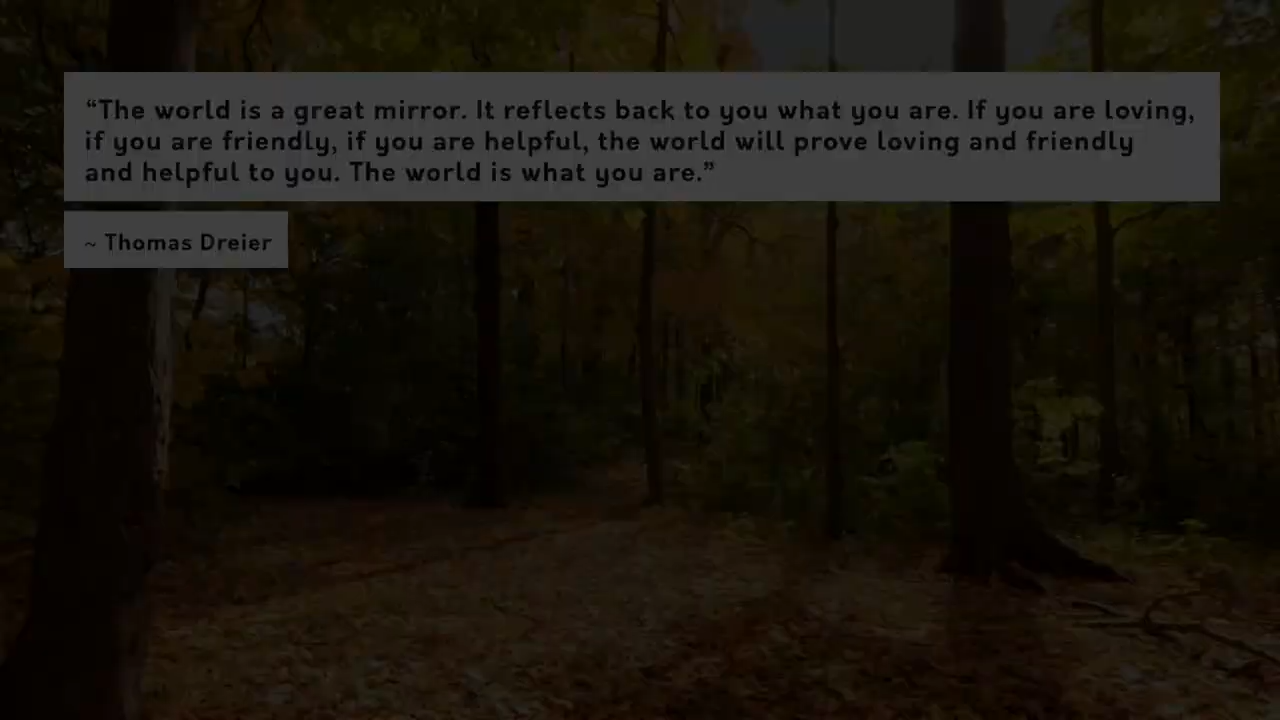 “The world is a great mirror. It reflects back to you what you are. If you are loving,
if you are friendly, if you are helpful, the world will prove loving and friendly
and helpful to you. The world is what you are.”
~ Thomas Dreier